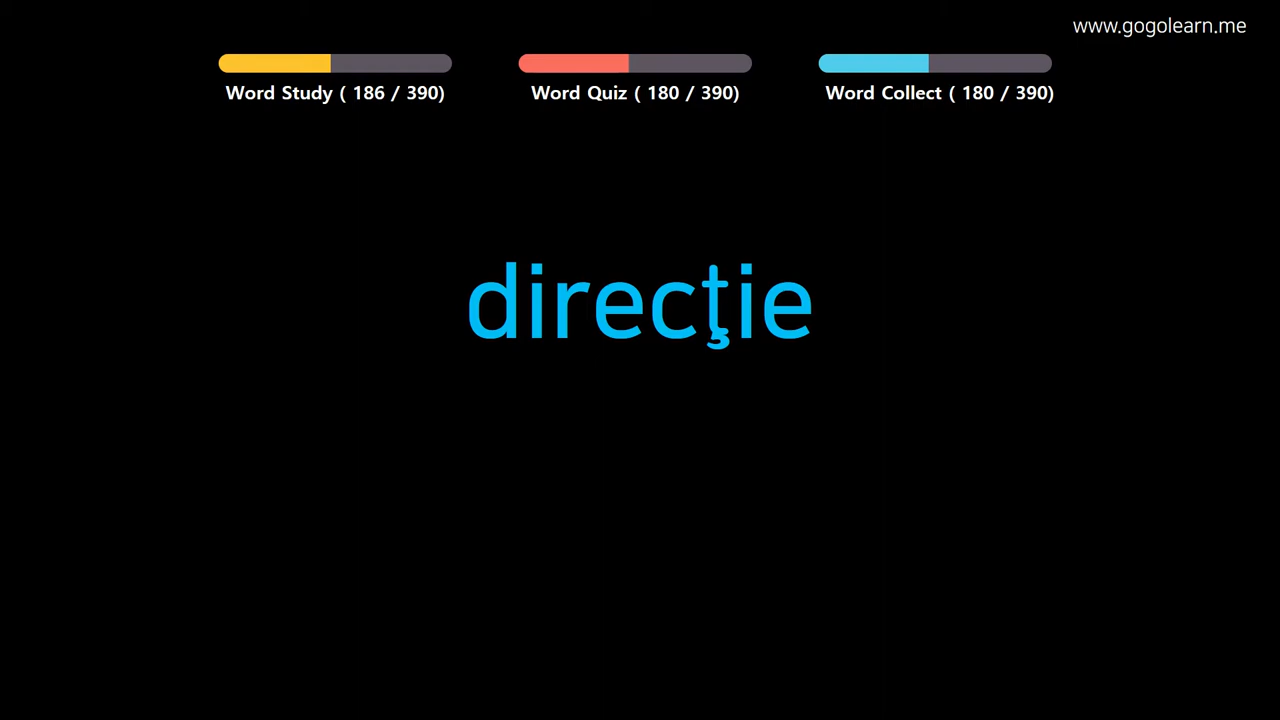 www.gogolearn.me
Word Study ( 186 / 390)
Word Quiz ( 180 / 390)
Word Collect ( 180 / 390)
direcţie